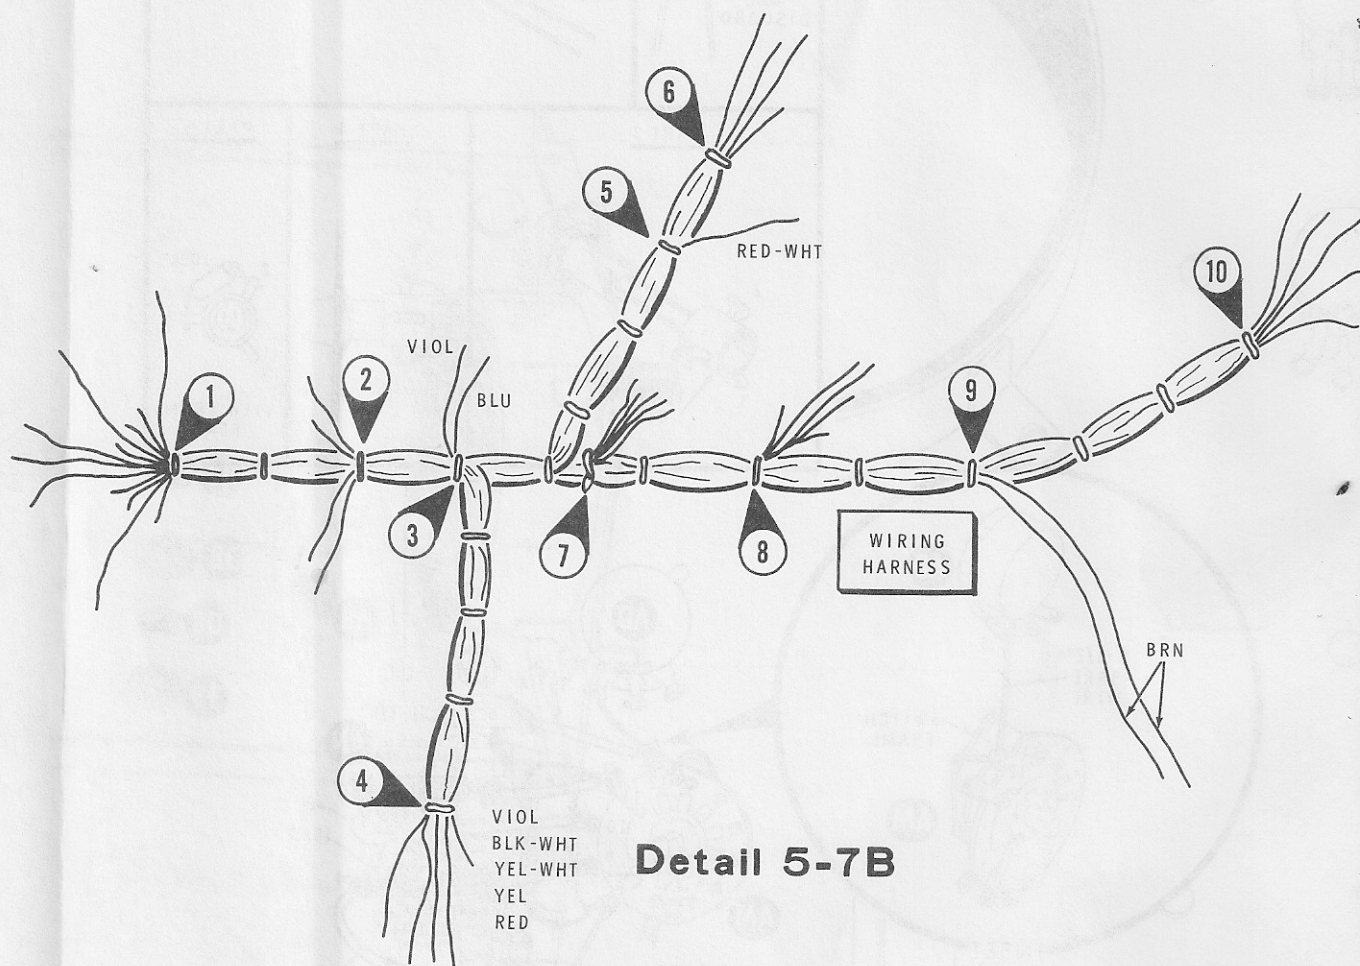 6
5
RED-WHT
10
VIOL
2
1
BLU
9
3
7
8
WIRING
HARNESS
BRN
4
VIOL
BLK-WHT
YEL-WHT
YEL
RED
Detail 5-7B